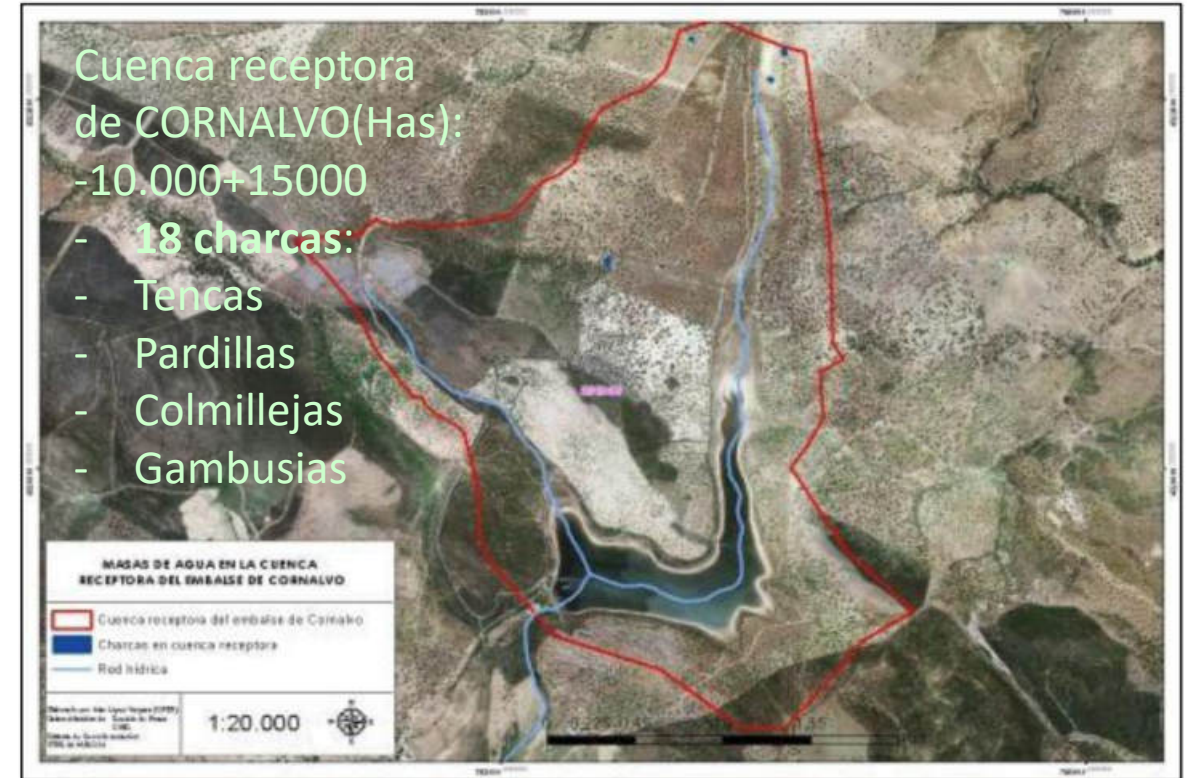 Cuenca receptora
de CORNALVO(Has):
-10.000+15000
- 18 charcas:
- Tencas
- Pardillas
- Colmillejas
- Gambusias
MASAS DE AGUA EN LA CUENCA
RECEPTORA DEL EMBALSE DE CORNALVO
Cuenca receptora del embalse de Cornalvo
Charcas en cuenca receptora
Red hídrica
1:20.000